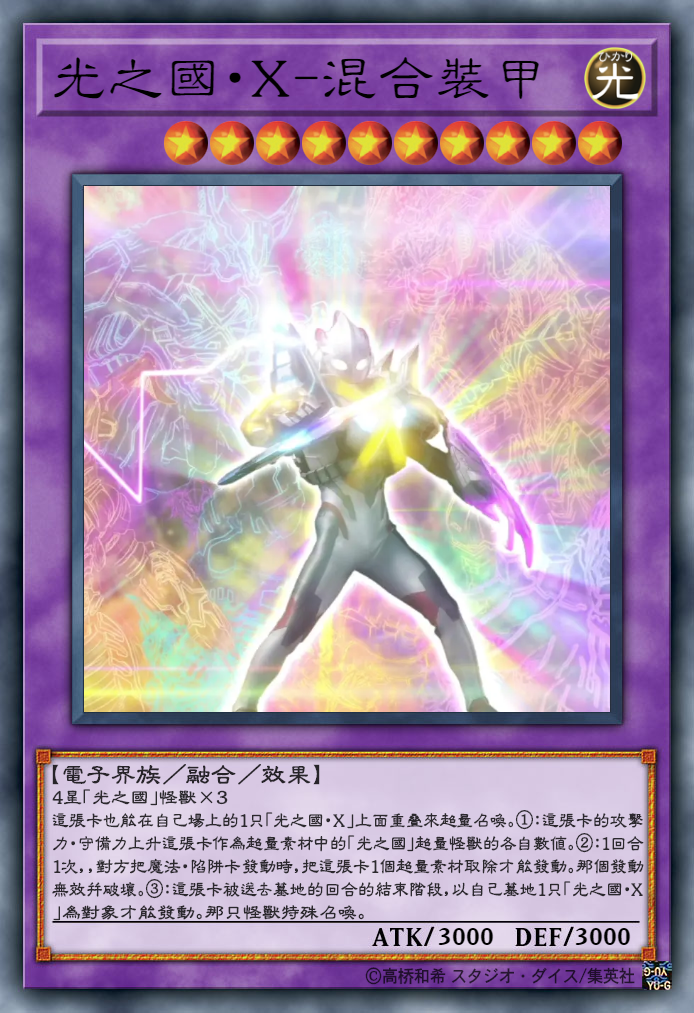 光之國・X-混合裝甲
ひかり
光
【電子界族／融合／效果】
4星「光之國」怪獸×3
這張卡也能在自己場上的1只「光之國・X」上面重疊來超量召喚。①:這張卡的攻擊
力・守備力上升這張卡作為超量素材中的「光之國」超量怪獸的各自數值。②:1回合
1次,,對方把魔法・陷阱卡發動時,把這張卡1個超量素材取除才能發動。那個發動
無效并破壞。③:這張卡被送去墓地的回合的結束階段,以自己墓地1只「光之國・X
」為對象才能發動。那只怪獸特殊召喚。
ATK/3000 DEF/3000
©高桥和希 スタジオ・ダイス/集英社
YU-G
YU-G